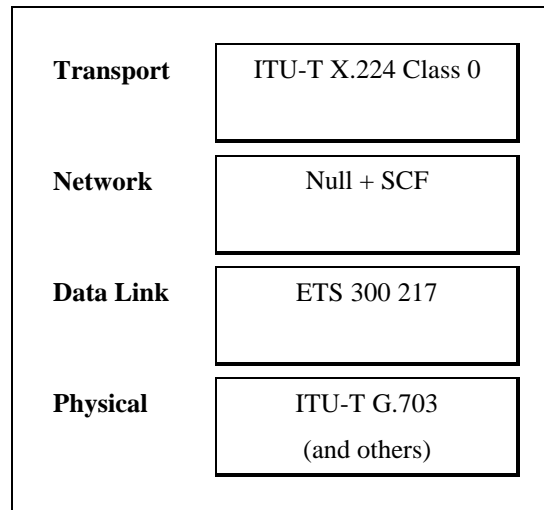 Transport ITU-T X.224 Class 0
Network Null + SCF
Data Link ETS 300 217
Physical ITU-T G.703
(and others)